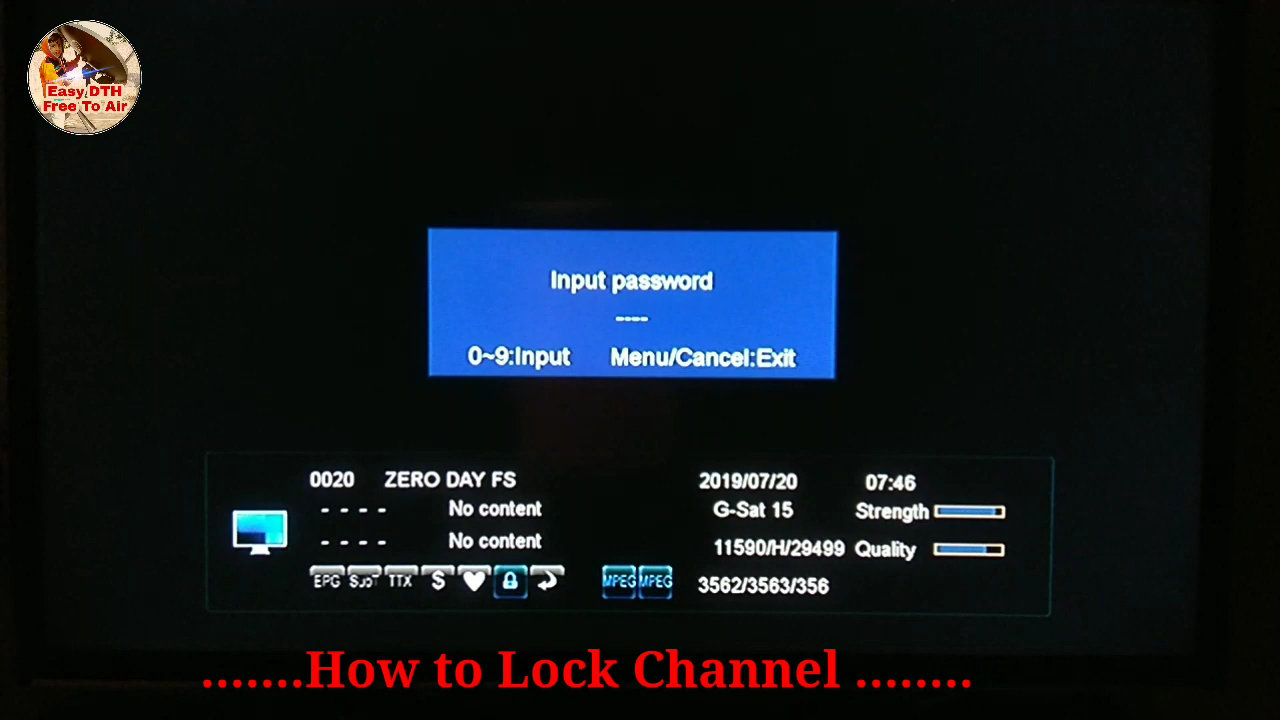 Easy DTH
Free To Air
Input password
----
0~9:Input Menu/Cancel:Exit
0020 ZERO DAY FS 2019/07/20 07:46
- - - - No content G-Sat 15 Strength
- - - - No content 11590/H/29499 Quality
EPG TTX $ MPEG MPEG 3562/3563/356
.......How to Lock Channel ........